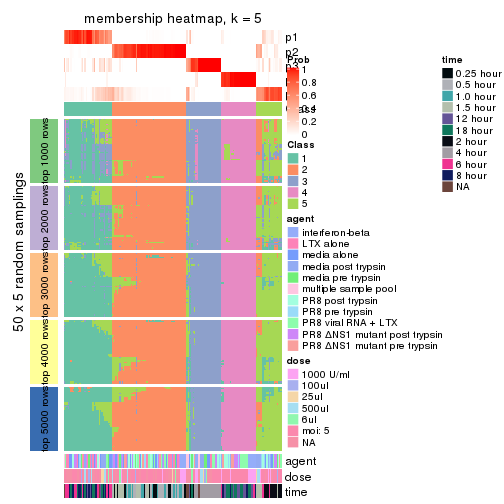 membership heatmap, k = 5
p1
p2
Prob
1
0.8
0.6
0.4
0.2
0
Class
1
2
3
4
5
agent
interferon-beta
LTX alone
media alone
media post trypsin
media pre trypsin
multiple sample pool
PR8 post trypsin
PR8 pre trypsin
PR8 viral RNA + LTX
PR8 ΔNS1 mutant post trypsin
PR8 ΔNS1 mutant pre trypsin
dose
1000 U/ml
100ul
25ul
500ul
6ul
moi: 5
NA
time
0.25 hour
0.5 hour
1.0 hour
1.5 hour
12 hour
18 hour
2 hour
4 hour
6 hour
8 hour
NA
50 x 5 random samplings
top 1000 rows
top 2000 rows
top 3000 rows
top 4000 rows
top 5000 rows
agent
dose
time